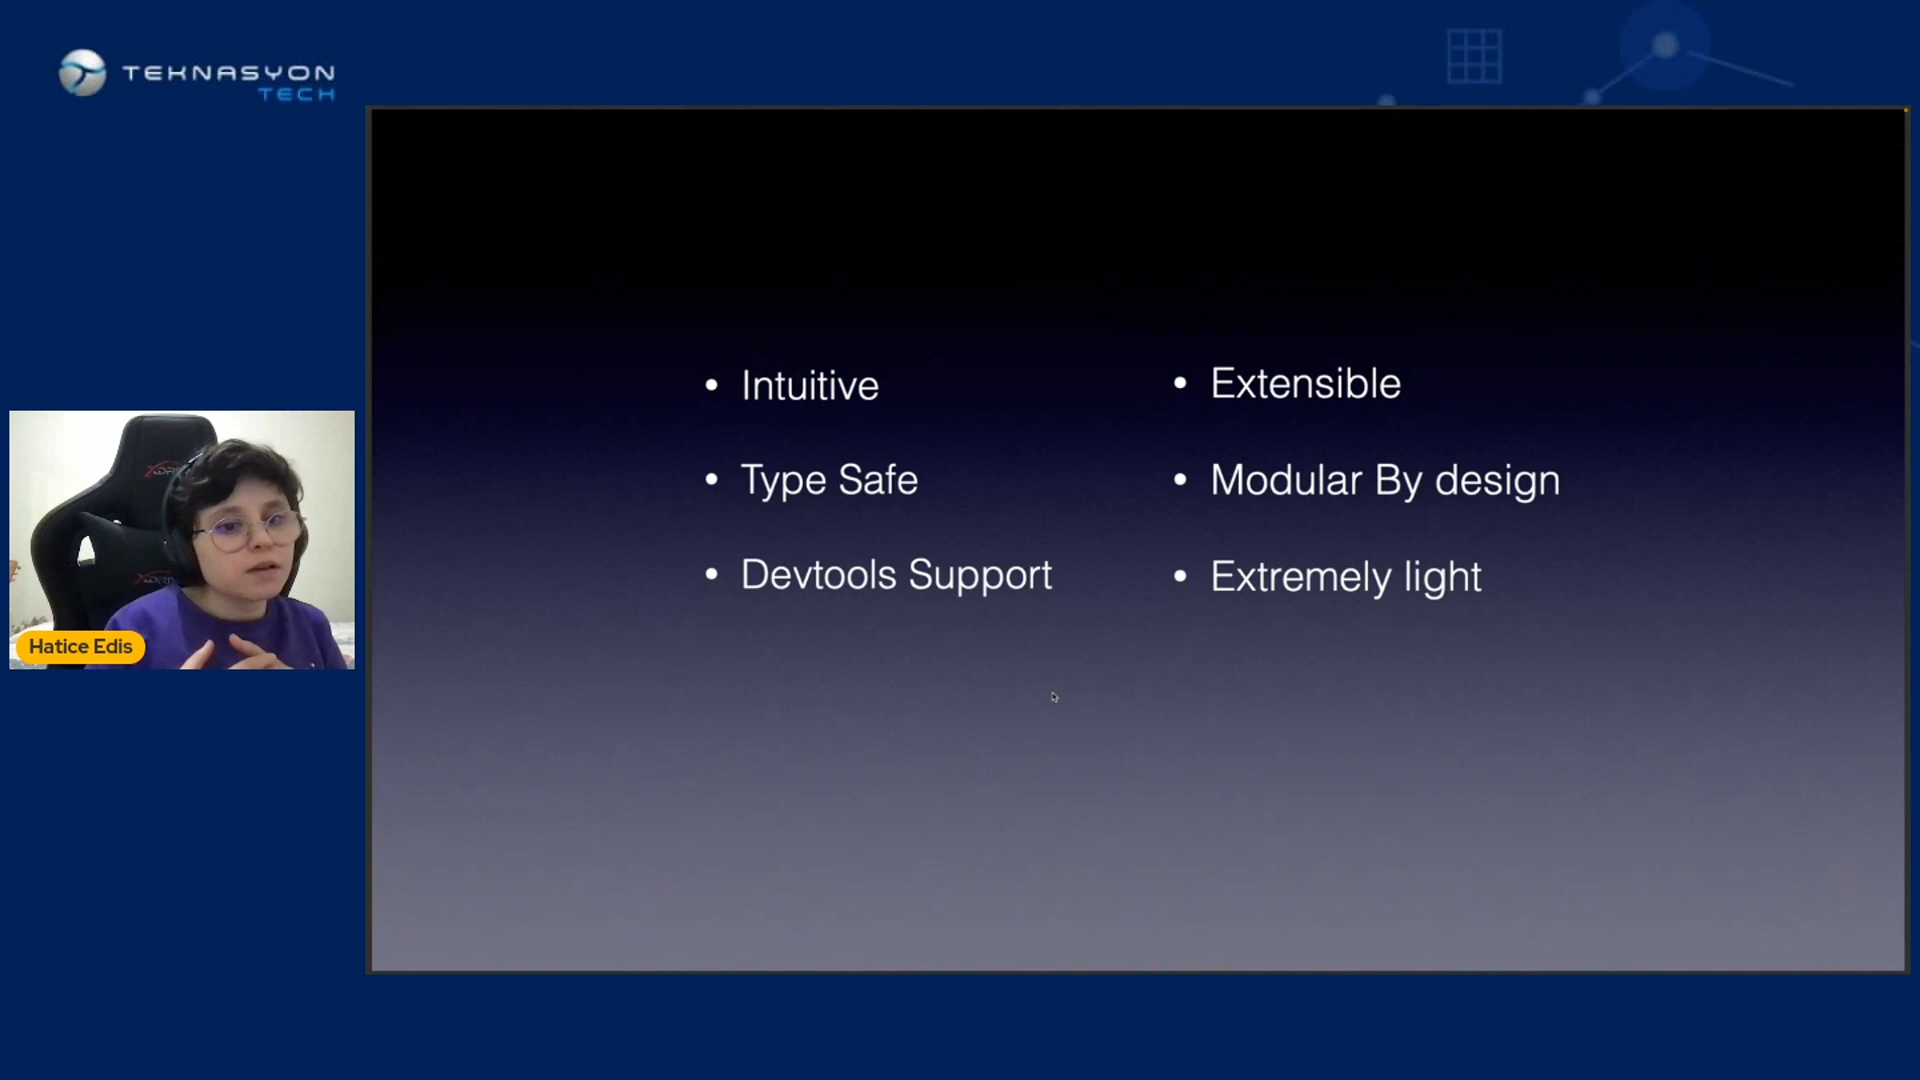 TEKNASYON
TECH
• Intuitive
• Type Safe
• Devtools Support
• Extensible
• Modular By design
• Extremely light
Hatice Edis